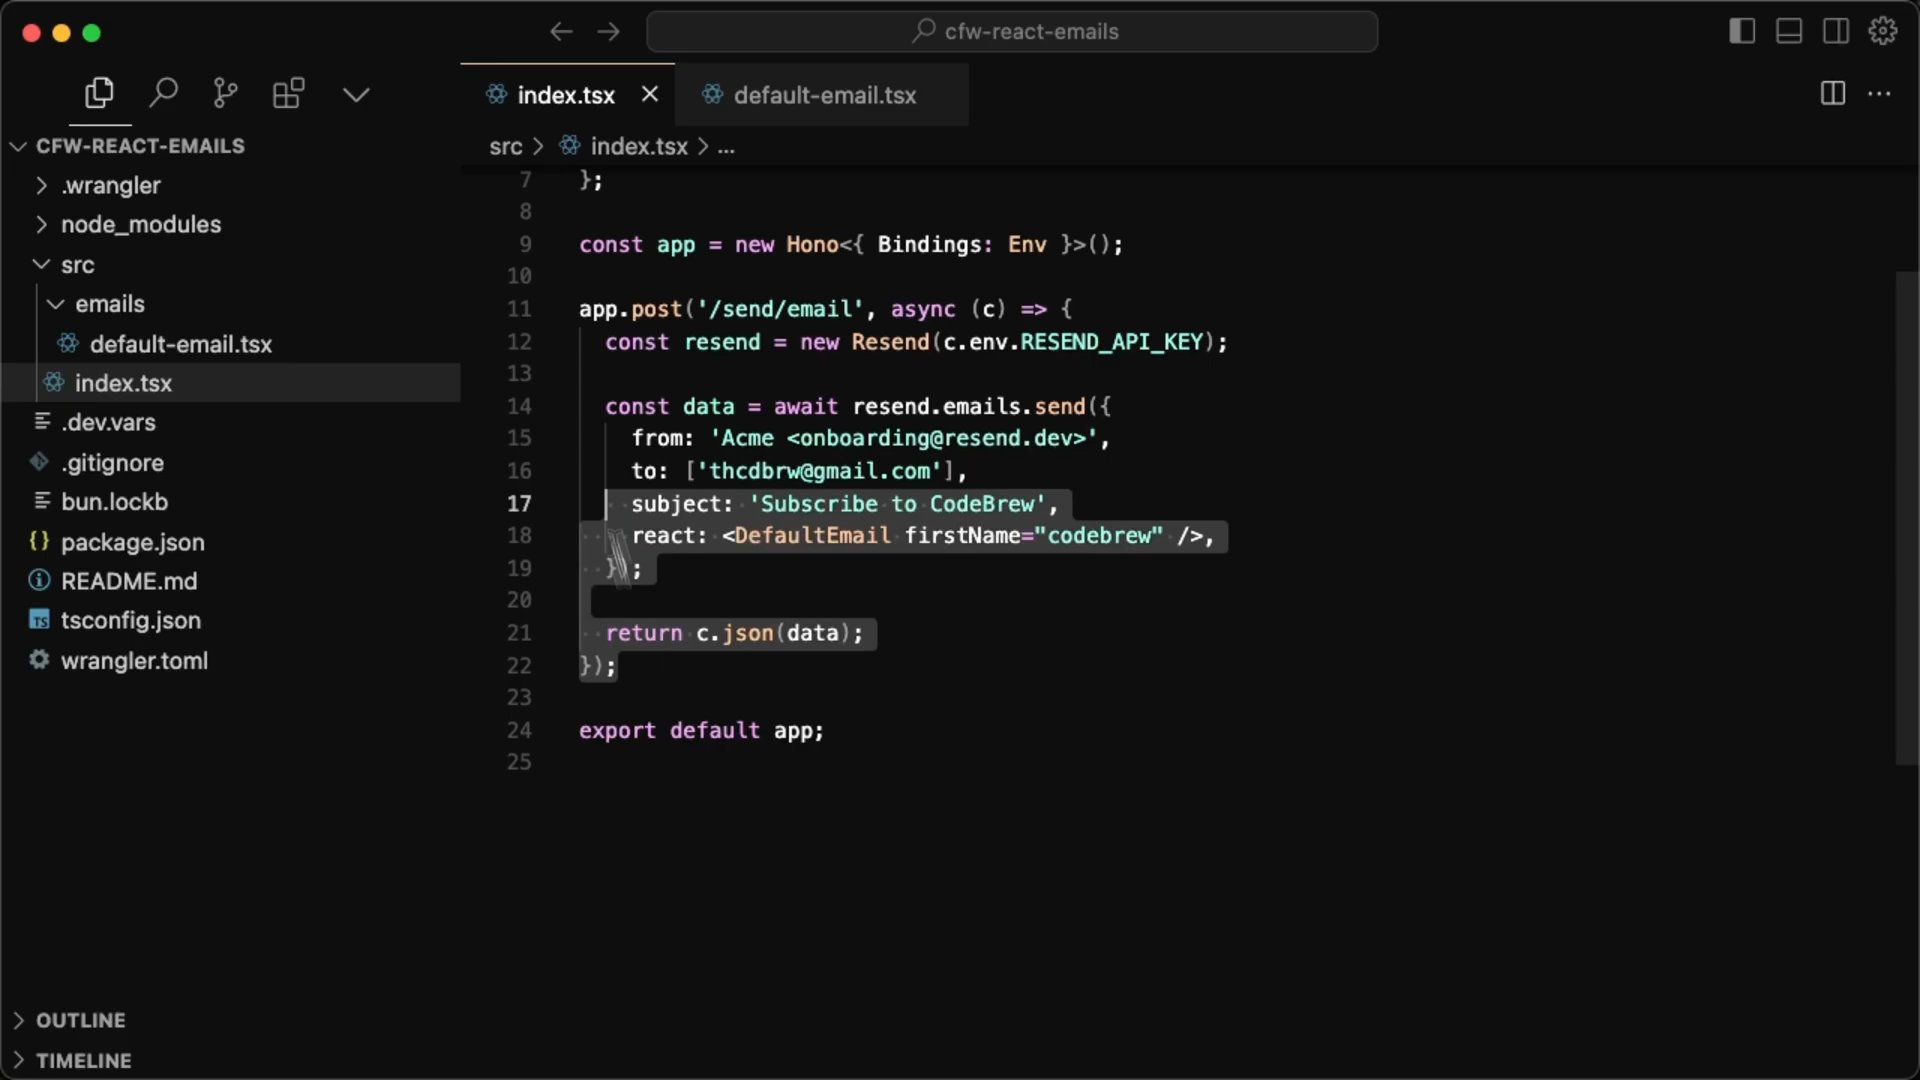 cfw-react-emails
index.tsx
default-email.tsx
CFW-REACT-EMAILS
.wrangler
node_modules
src
emails
default-email.tsx
index.tsx
.dev.vars
.gitignore
bun.lockb
package.json
README.md
TS tsconfig.json
wrangler.toml
OUTLINE
TIMELINE
src > index.tsx > ...
7 };
8
9 const app = new Hono<{ Bindings: Env }>();
10
11 app.post('/send/email', async (c) => {
12 const resend = new Resend(c.env.RESEND_API_KEY);
13
14 const data = await resend.emails.send({
15 from: 'Acme <onboarding@resend.dev>',
16 to: ['thcdbrw@gmail.com'],
17 subject: 'Subscribe to CodeBrew',
18 react: <DefaultEmail firstName="codebrew" />,
19 });
20
21 return c.json(data);
22 });
23
24 export default app;
25